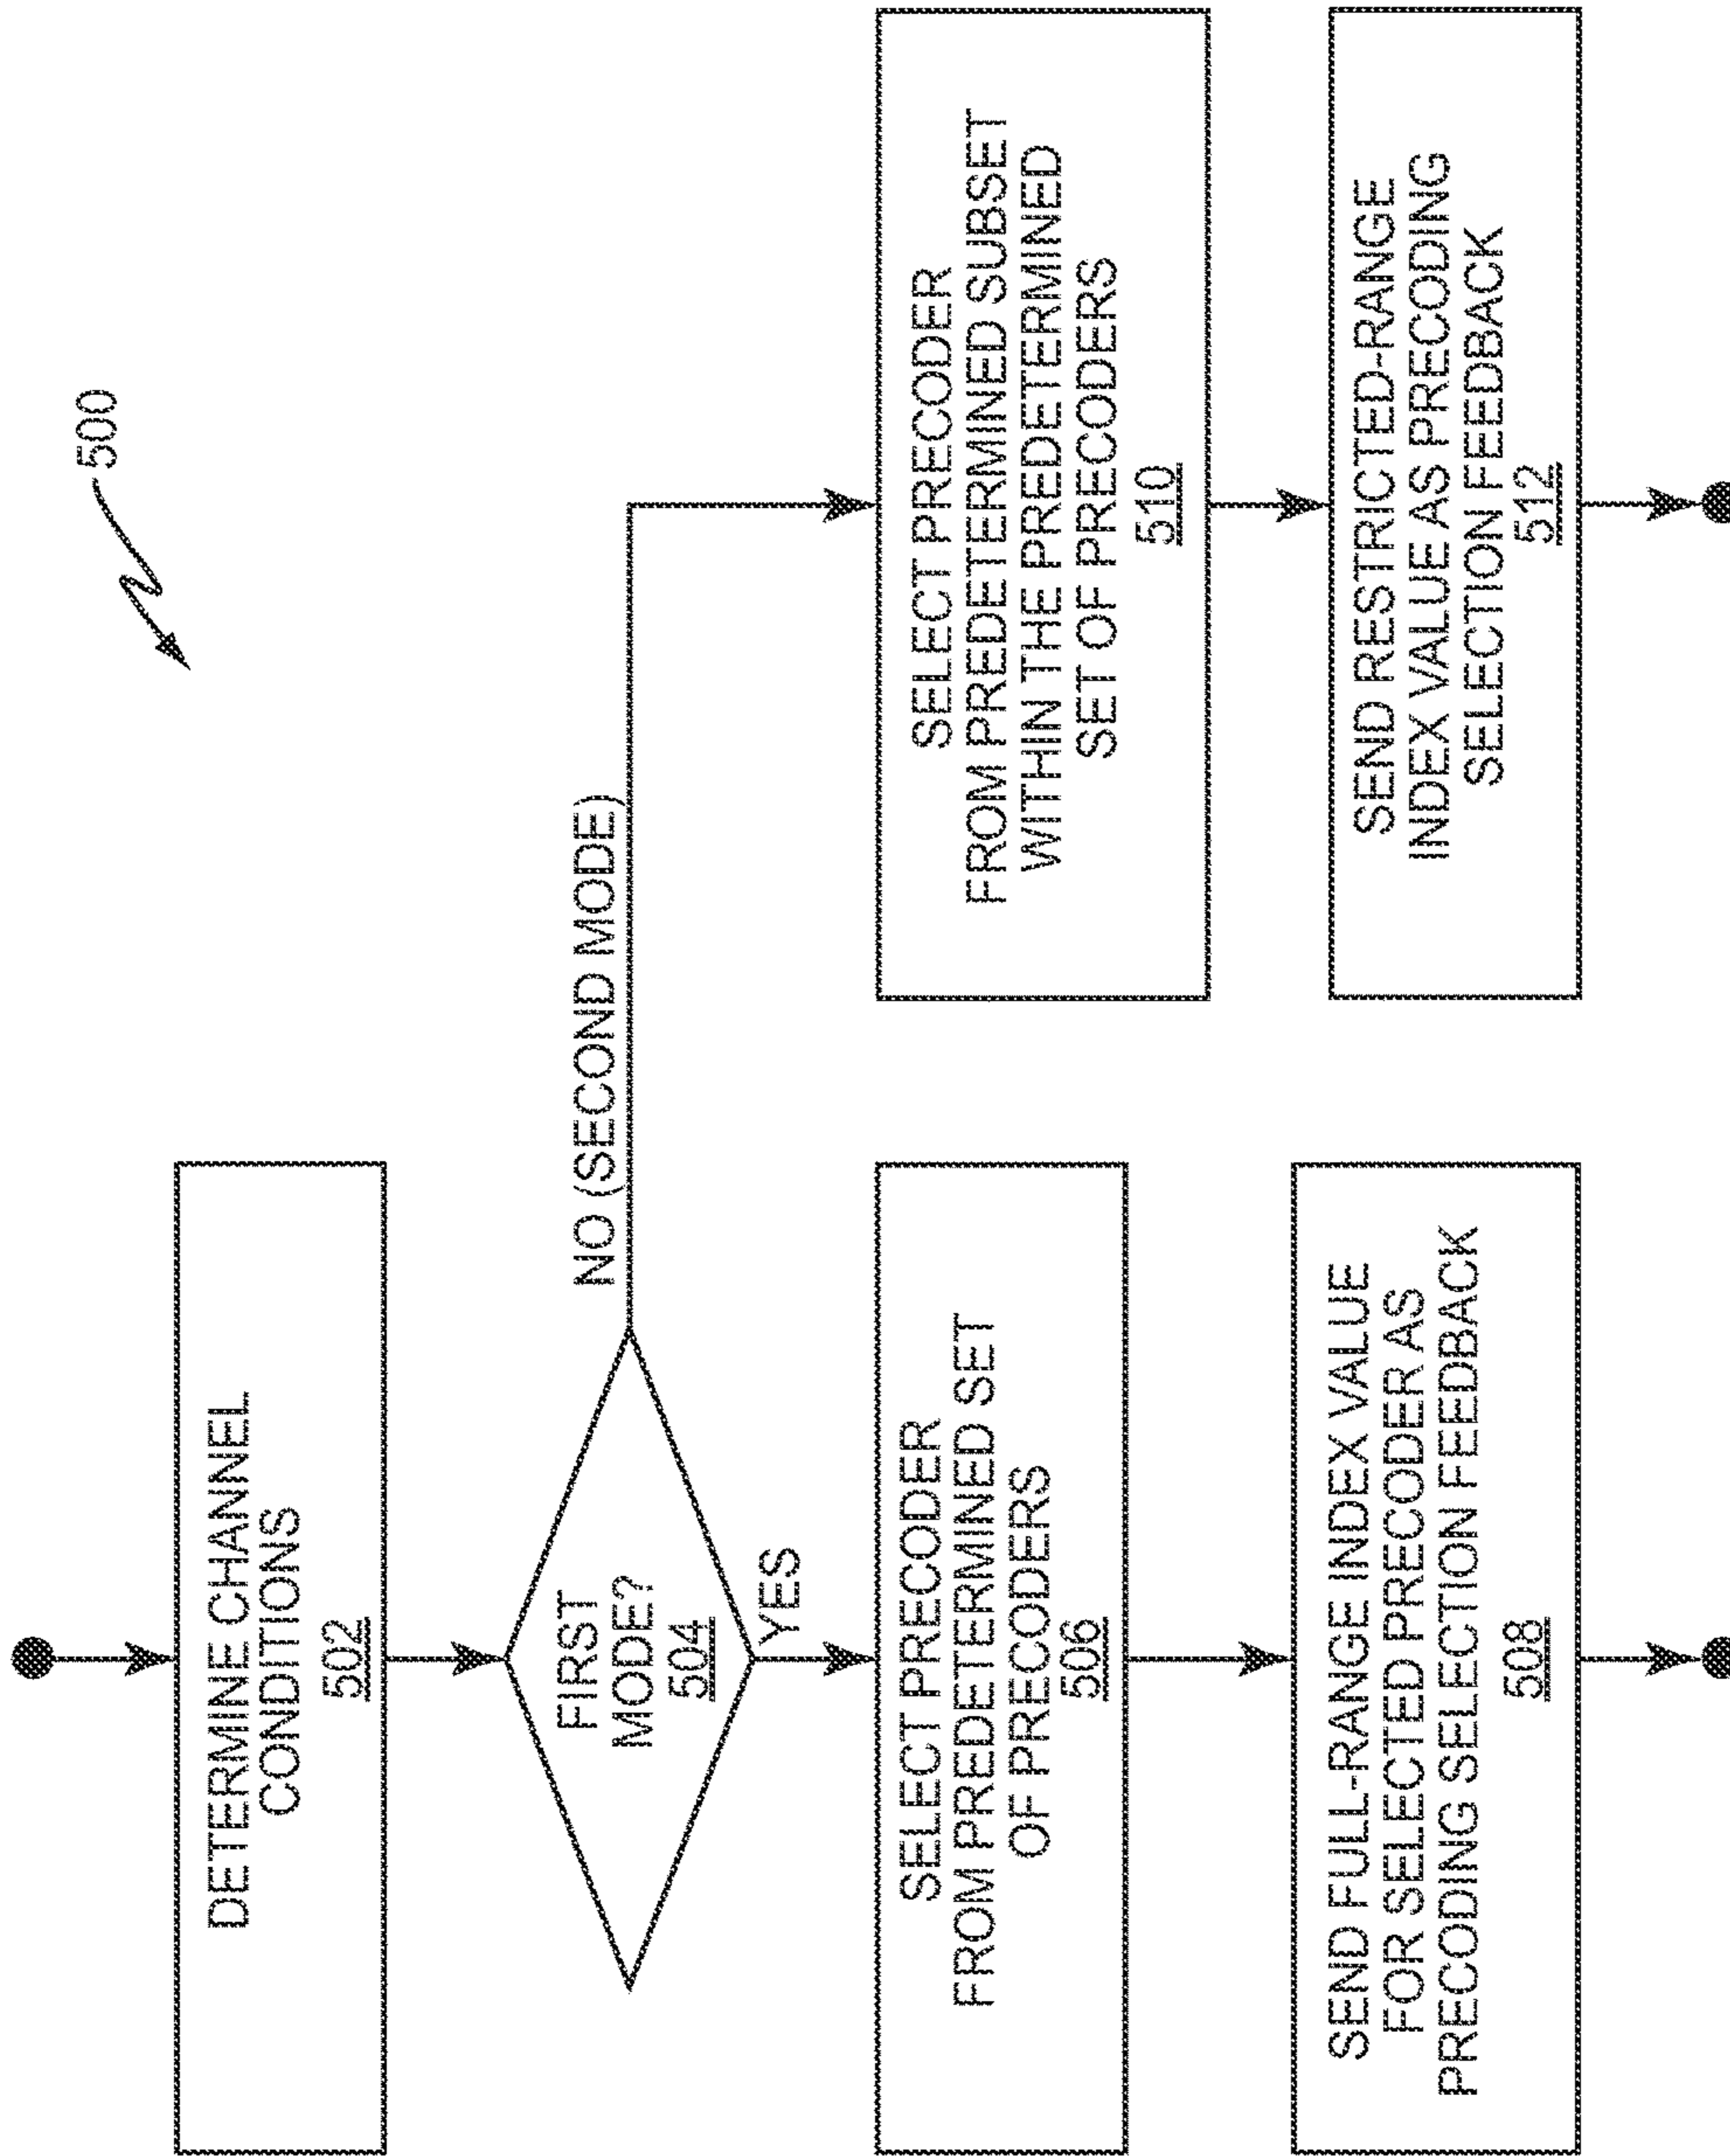 500
DETERMINE CHANNEL
CONDITIONS
502
FIRST
MODE?
504
NO (SECOND MODE)
YES
SELECT PRECODER
FROM PREDETERMINED SET
OF PRECODERS
506
SEND FULL-RANGE INDEX VALUE
FOR SELECTED PRECODER AS
PRECODING SELECTION FEEDBACK
508
SELECT PRECODER
FROM PREDETERMINED SUBSET
WITHIN THE PREDETERMINED
SET OF PRECODERS
510
SEND RESTRICTED-RANGE
INDEX VALUE AS PRECODING
SELECTION FEEDBACK
512